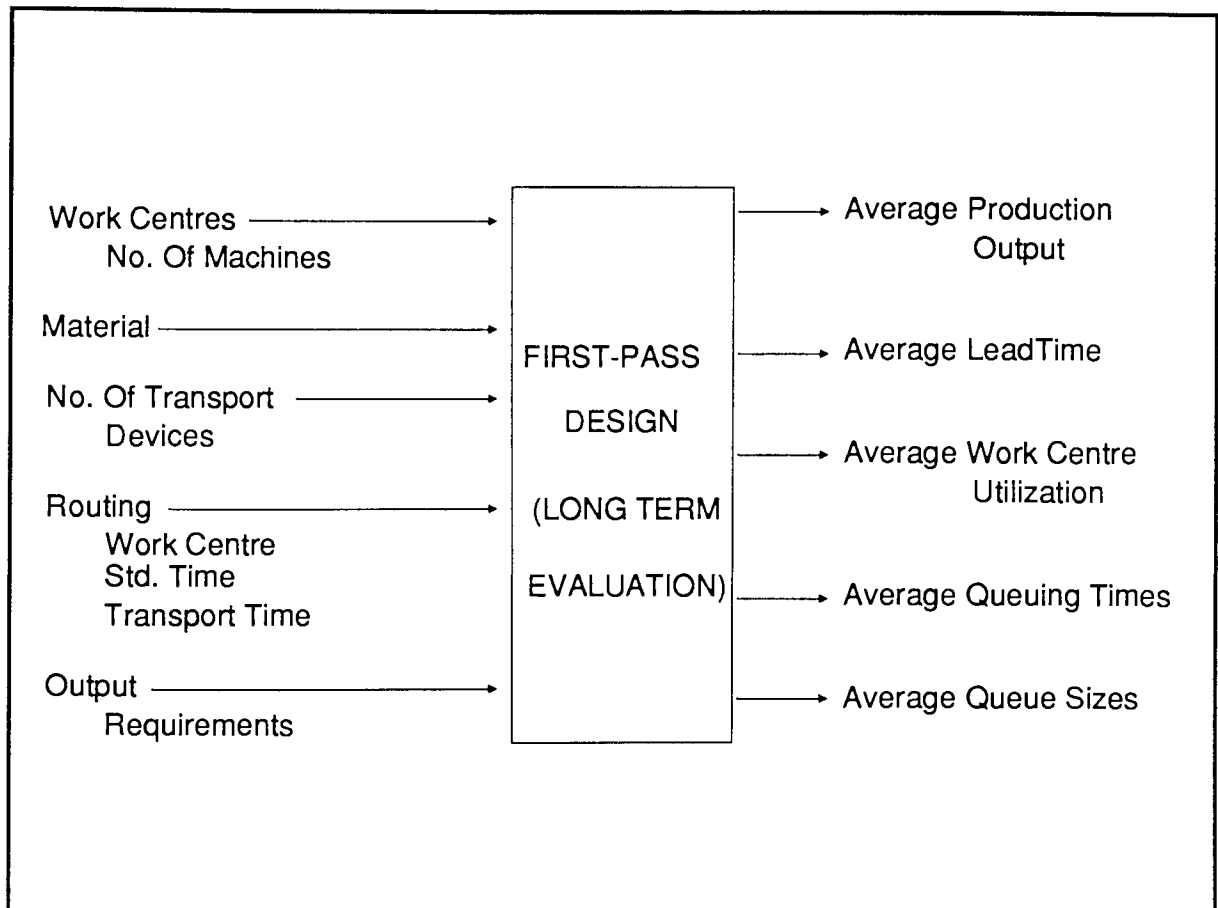 Work Centres
No. Of Machines
Material
No. Of Transport
Devices
Routing
Work Centre
Std. Time
Transport Time
Output
Requirements
FIRST-PASS
DESIGN
(LONG TERM
EVALUATION)
Average Production
Output
Average LeadTime
Average Work Centre
Utilization
Average Queuing Times
Average Queue Sizes